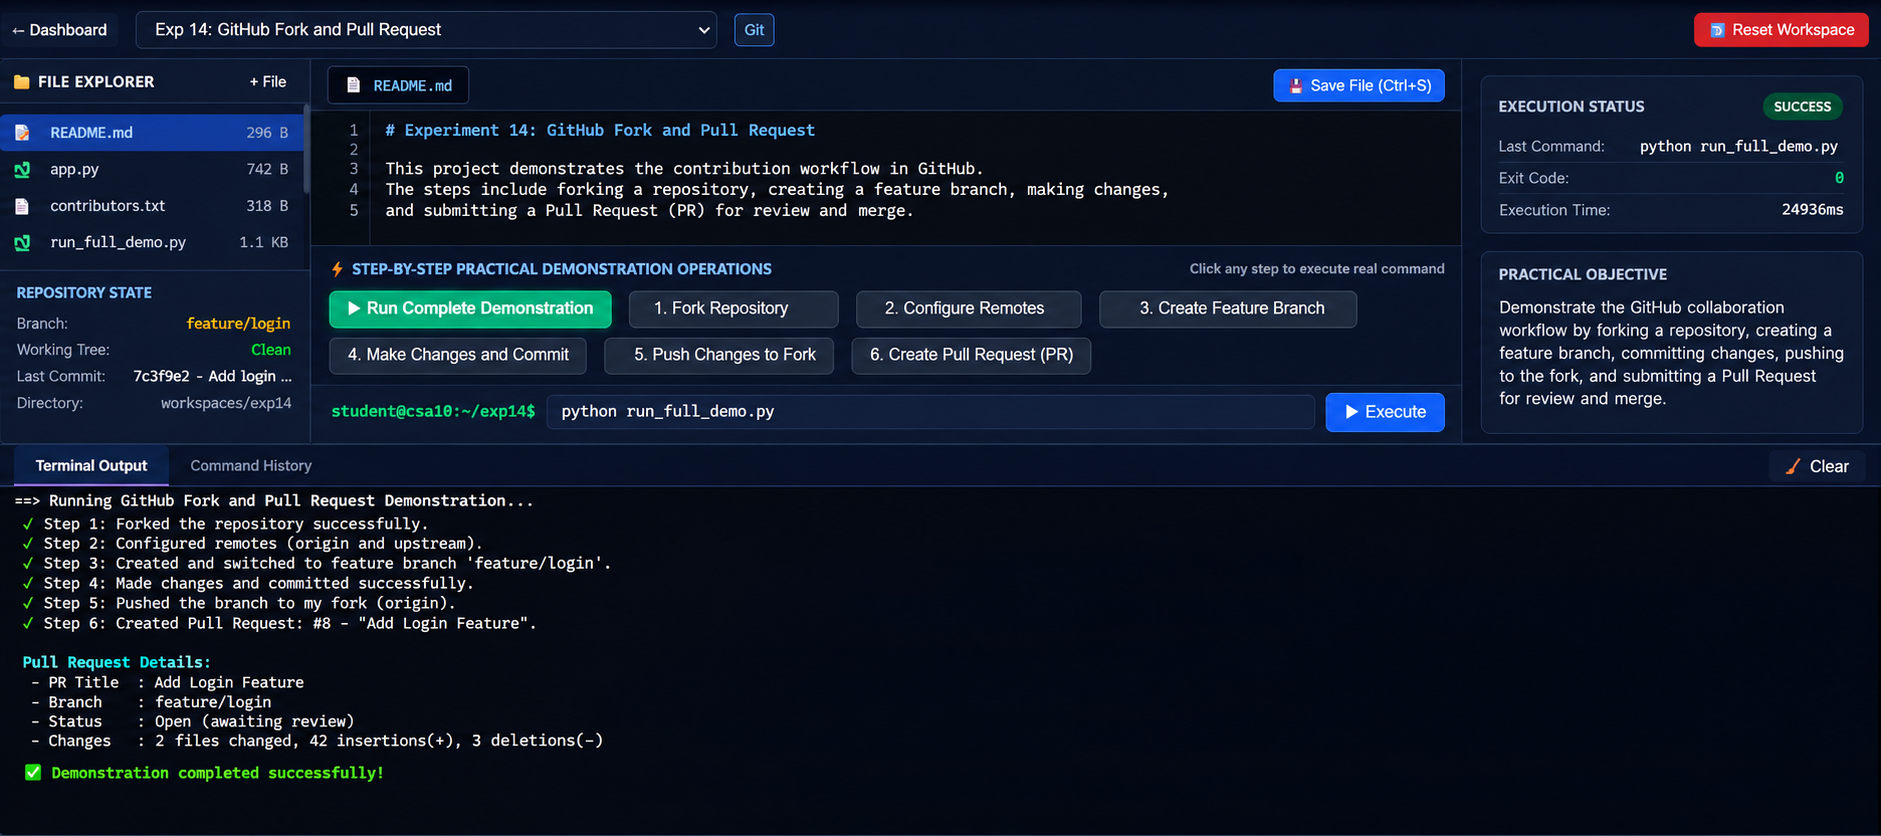 ← Dashboard
Exp 14: GitHub Fork and Pull Request
Git
Reset Workspace
FILE EXPLORER
+ File
README.md 296 B
app.py 742 B
contributors.txt 318 B
run_full_demo.py 1.1 KB
REPOSITORY STATE
Branch: feature/login
Working Tree: Clean
Last Commit: 7c3f9e2 - Add login ...
Directory: workspaces/exp14
README.md
Save File (Ctrl+S)
1 # Experiment 14: GitHub Fork and Pull Request
2
3 This project demonstrates the contribution workflow in GitHub.
4 The steps include forking a repository, creating a feature branch, making changes,
5 and submitting a Pull Request (PR) for review and merge.
STEP-BY-STEP PRACTICAL DEMONSTRATION OPERATIONS
Click any step to execute real command
Run Complete Demonstration
1. Fork Repository
2. Configure Remotes
3. Create Feature Branch
4. Make Changes and Commit
5. Push Changes to Fork
6. Create Pull Request (PR)
student@csa10:~/exp14$ python run_full_demo.py
Execute
EXECUTION STATUS
SUCCESS
Last Command: python run_full_demo.py
Exit Code: 0
Execution Time: 24936ms
PRACTICAL OBJECTIVE
Demonstrate the GitHub collaboration
workflow by forking a repository, creating a
feature branch, committing changes, pushing
to the fork, and submitting a Pull Request
for review and merge.
Terminal Output
Command History
Clear
==> Running GitHub Fork and Pull Request Demonstration...
✓ Step 1: Forked the repository successfully.
✓ Step 2: Configured remotes (origin and upstream).
✓ Step 3: Created and switched to feature branch 'feature/login'.
✓ Step 4: Made changes and committed successfully.
✓ Step 5: Pushed the branch to my fork (origin).
✓ Step 6: Created Pull Request: #8 - "Add Login Feature".
Pull Request Details:
- PR Title : Add Login Feature
- Branch : feature/login
- Status : Open (awaiting review)
- Changes : 2 files changed, 42 insertions(+), 3 deletions(-)
✅ Demonstration completed successfully!